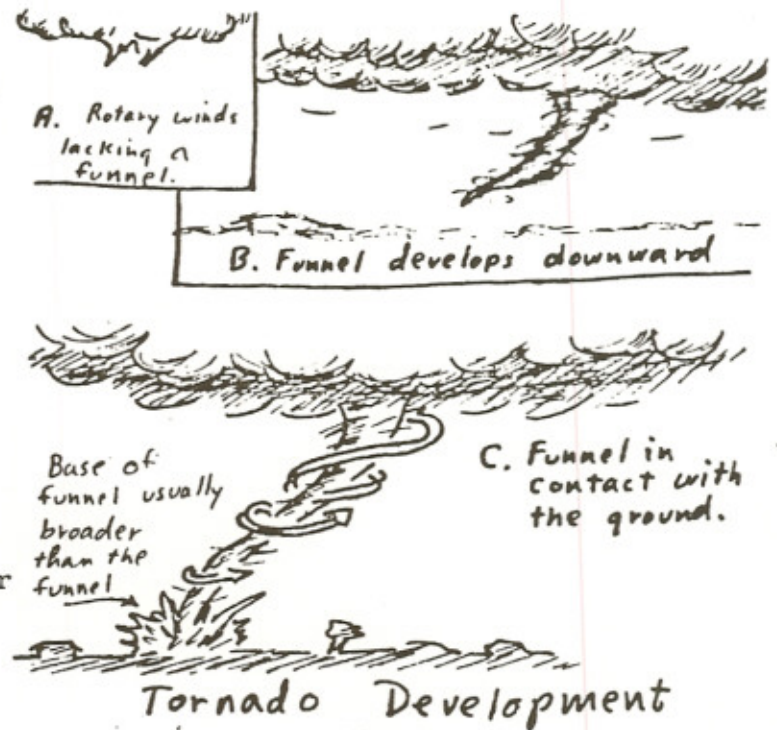 A. Rotary winds
lacking a
funnel.
B. Funnel develops downward
Base of
funnel usually
broader
than the
funnel
r
C. Funnel in
contact with
the ground.
Tornado Development